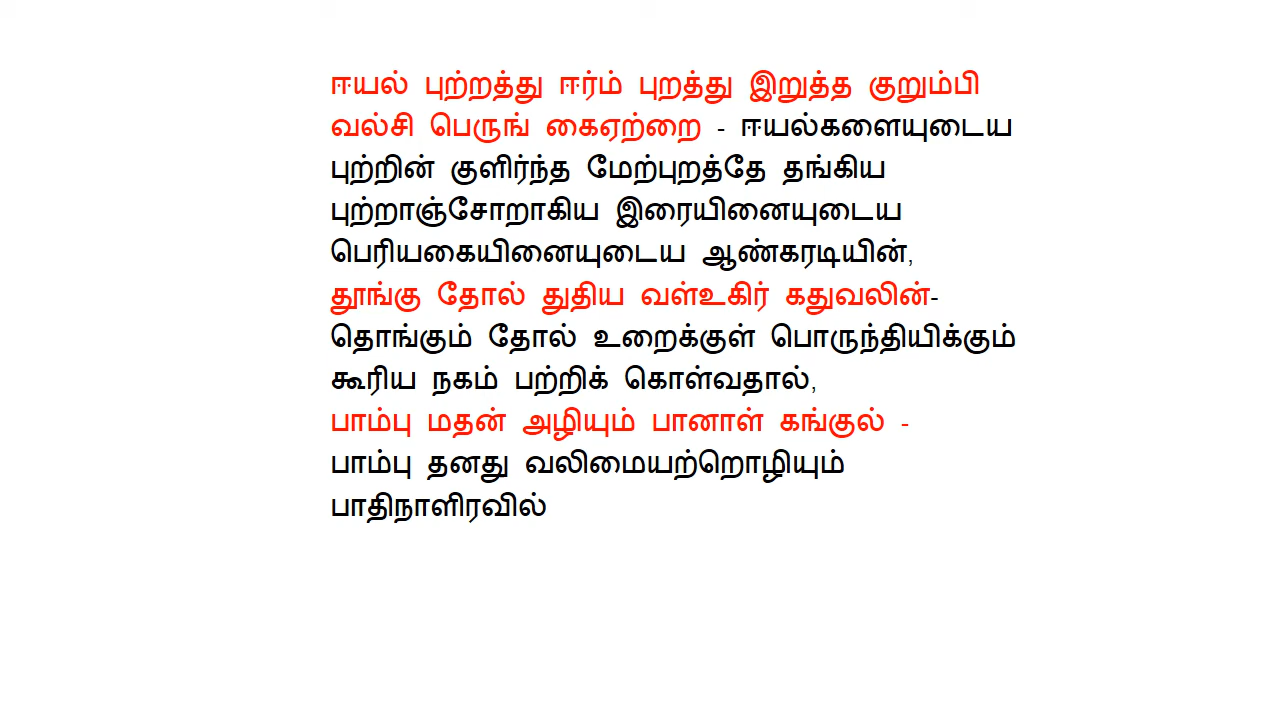 ஈயல் புற்றத்து ஈர்ம் புறத்து இறுத்த குறும்பி
வல்சி பெருங் கைஏற்றை - ஈயல்களையுடைய
புற்றின் குளிர்ந்த மேற்புறத்தே தங்கிய
புற்றாஞ்சோறாகிய இரையினையுடைய
பெரியகையினையுடைய ஆண்கரடியின்,
தூங்கு தோல் துதிய வள்உகிர் கதுவலின்-
தொங்கும் தோல் உறைக்குள் பொருந்தியிக்கும்
கூரிய நகம் பற்றிக் கொள்வதால்,
பாம்பு மதன் அழியும் பானாள் கங்குல் -
பாம்பு தனது வலிமையற்றொழியும்
பாதிநாளிரவில்